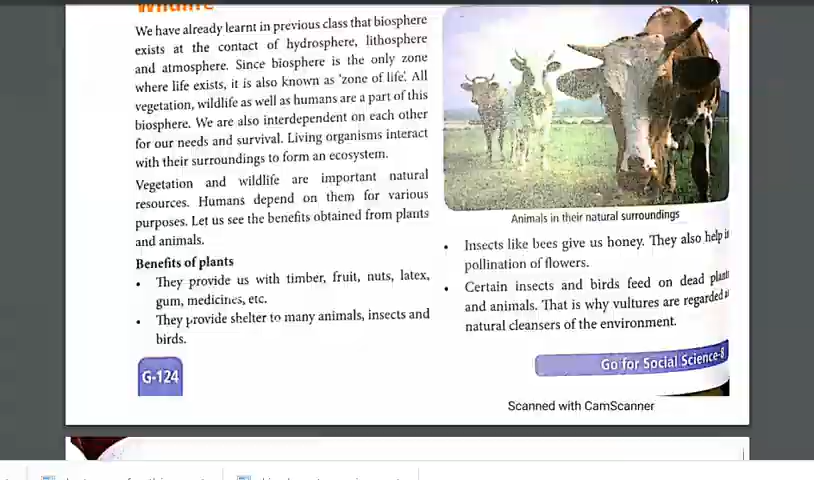 Wildlife
We have already learnt in previous class that biosphere
exists at the contact of hydrosphere, lithosphere
and atmosphere. Since biosphere is the only zone
where life exists, it is also known as 'zone of life'. All
vegetation, wildlife as well as humans are a part of this
biosphere. We are also interdependent on each other
for our needs and survival. Living organisms interact
with their surroundings to form an ecosystem.
Vegetation and wildlife are important natural
resources. Humans depend on them for various
purposes. Let us see the benefits obtained from plants
and animals.
Benefits of plants
• They provide us with timber, fruit, nuts, latex,
gum, medicines, etc.
• They provide shelter to many animals, insects and
birds.
G-124
Animals in their natural surroundings
• Insects like bees give us honey. They also help in
pollination of flowers.
• Certain insects and birds feed on dead plants
and animals. That is why vultures are regarded
natural cleansers of the environment.
Go for Social Science-8
Scanned with CamScanner